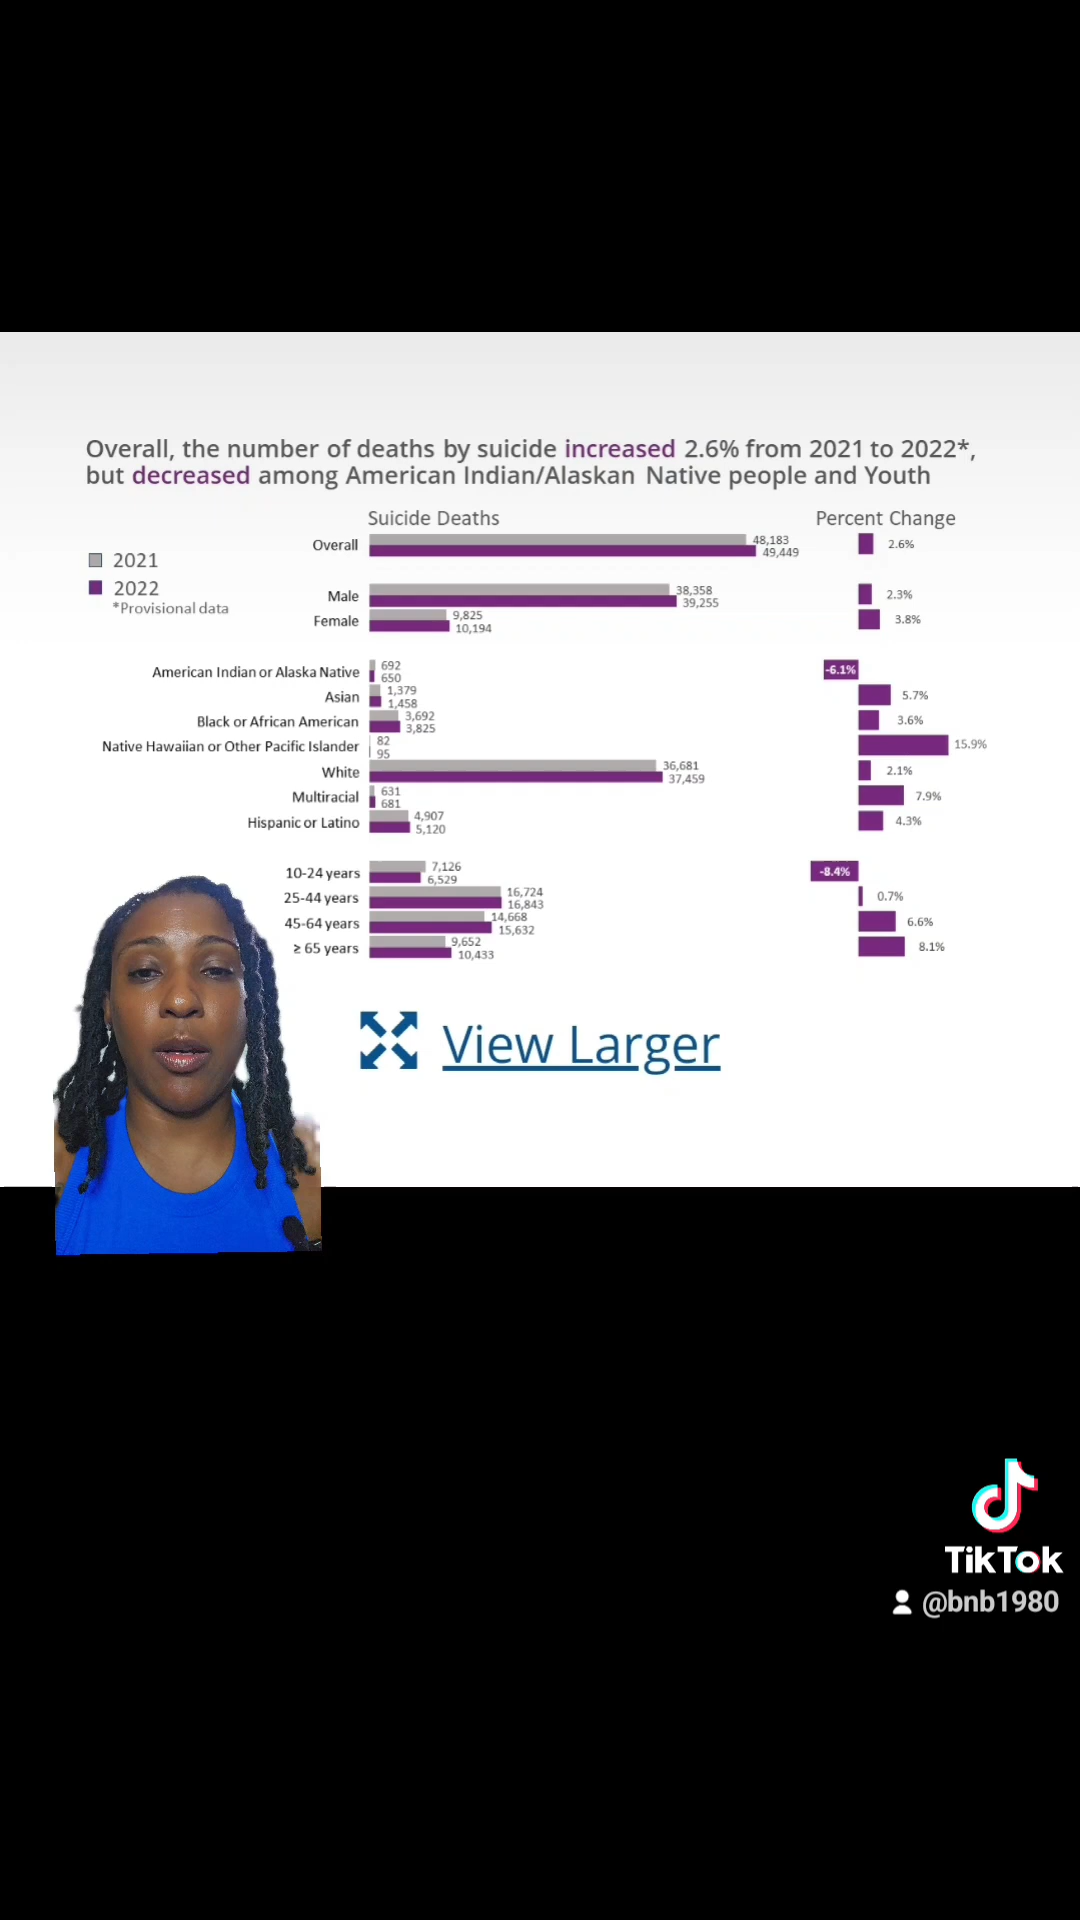 Overall, the number of deaths by suicide increased 2.6% from 2021 to 2022*,
but decreased among American Indian/Alaskan Native people and Youth
Suicide Deaths
Percent Change
2021
2022
*Provisional data
Overall 48,183 49,449 2.6%
Male 38,358 39,255 2.3%
Female 9,825 10,194 3.8%
American Indian or Alaska Native 692 650 -6.1%
Asian 1,379 1,458 5.7%
Black or African American 3,692 3,825 3.6%
Native Hawaiian or Other Pacific Islander 82 95 15.9%
White 36,681 37,459 2.1%
Multiracial 631 681 7.9%
Hispanic or Latino 4,907 5,120 4.3%
10-24 years 7,126 6,529 -8.4%
25-44 years 16,724 16,843 0.7%
45-64 years 14,668 15,632 6.6%
≥ 65 years 9,652 10,433 8.1%
View Larger
TikTok
@bnb1980